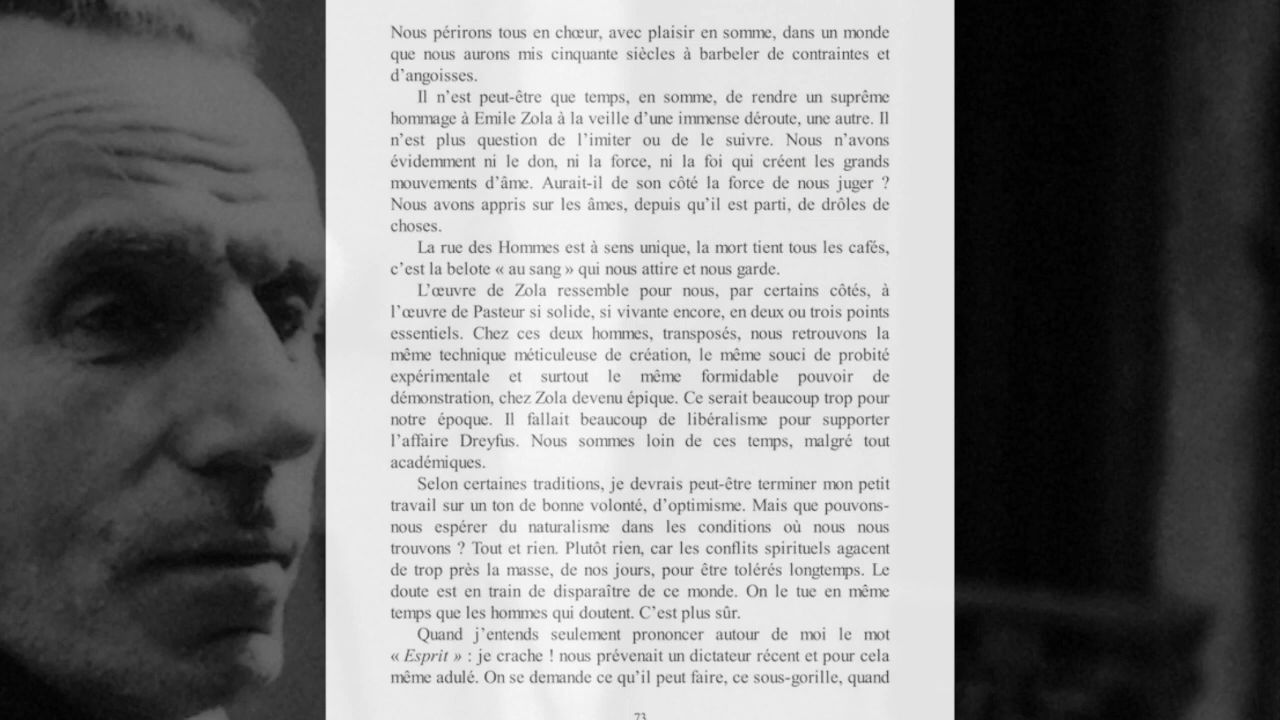 Nous périrons tous en chœur, avec plaisir en somme, dans un monde
que nous aurons mis cinquante siècles à barbeler de contraintes et
d’angoisses.
Il n’est peut-être que temps, en somme, de rendre un suprême
hommage à Emile Zola à la veille d’une immense déroute, une autre. Il
n’est plus question de l’imiter ou de le suivre. Nous n’avons
évidemment ni le don, ni la force, ni la foi qui créent les grands
mouvements d’âme. Aurait-il de son côté la force de nous juger ?
Nous avons appris sur les âmes, depuis qu’il est parti, de drôles de
choses.
La rue des Hommes est à sens unique, la mort tient tous les cafés,
c’est la belote « au sang » qui nous attire et nous garde.
L’œuvre de Zola ressemble pour nous, par certains côtés, à
l’œuvre de Pasteur si solide, si vivante encore, en deux ou trois points
essentiels. Chez ces deux hommes, transposés, nous retrouvons la
même technique méticuleuse de création, le même souci de probité
expérimentale et surtout le même formidable pouvoir de
démonstration, chez Zola devenu épique. Ce serait beaucoup trop pour
notre époque. Il fallait beaucoup de libéralisme pour supporter
l’affaire Dreyfus. Nous sommes loin de ces temps, malgré tout
académiques.
Selon certaines traditions, je devrais peut-être terminer mon petit
travail sur un ton de bonne volonté, d’optimisme. Mais que pouvons-
nous espérer du naturalisme dans les conditions où nous nous
trouvons ? Tout et rien. Plutôt rien, car les conflits spirituels agacent
de trop près la masse, de nos jours, pour être tolérés longtemps. Le
doute est en train de disparaître de ce monde. On le tue en même
temps que les hommes qui doutent. C’est plus sûr.
Quand j’entends seulement prononcer autour de moi le mot
« Esprit » : je crache ! nous prévenait un dictateur récent et pour cela
même adulé. On se demande ce qu’il peut faire, ce sous-gorille, quand
73